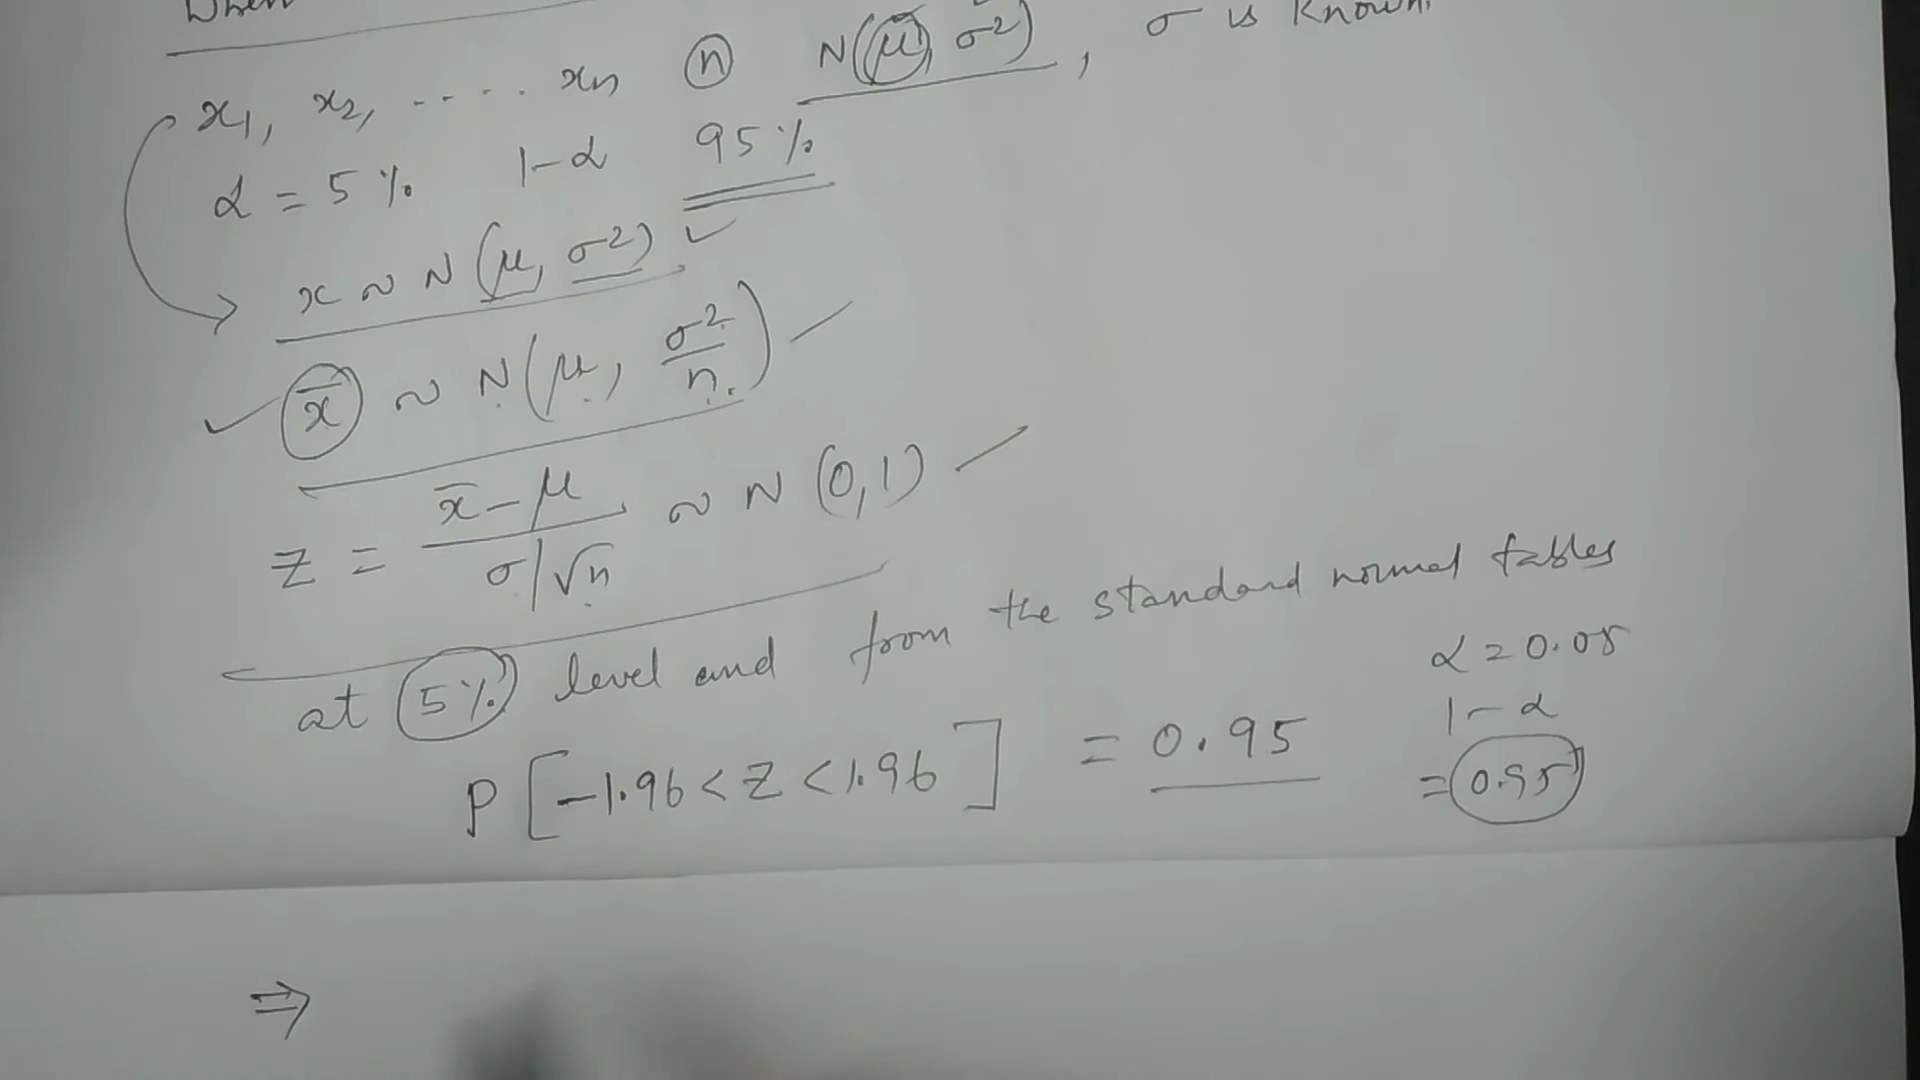 When
x₁, x₂, ..... xn n N(μ, σ²), σ is known.
α = 5% 1-α 95%
x ~ N(μ, σ²) ✓
✓ x̄ ~ N(μ, σ²/n.)
Z = (x̄ - μ)/(σ/√n) ~ N(0,1)
at 5% level and from the standard normal tables
α = 0.05
1-α
P[-1.96 < Z < 1.96] = 0.95 = 0.95
⇒